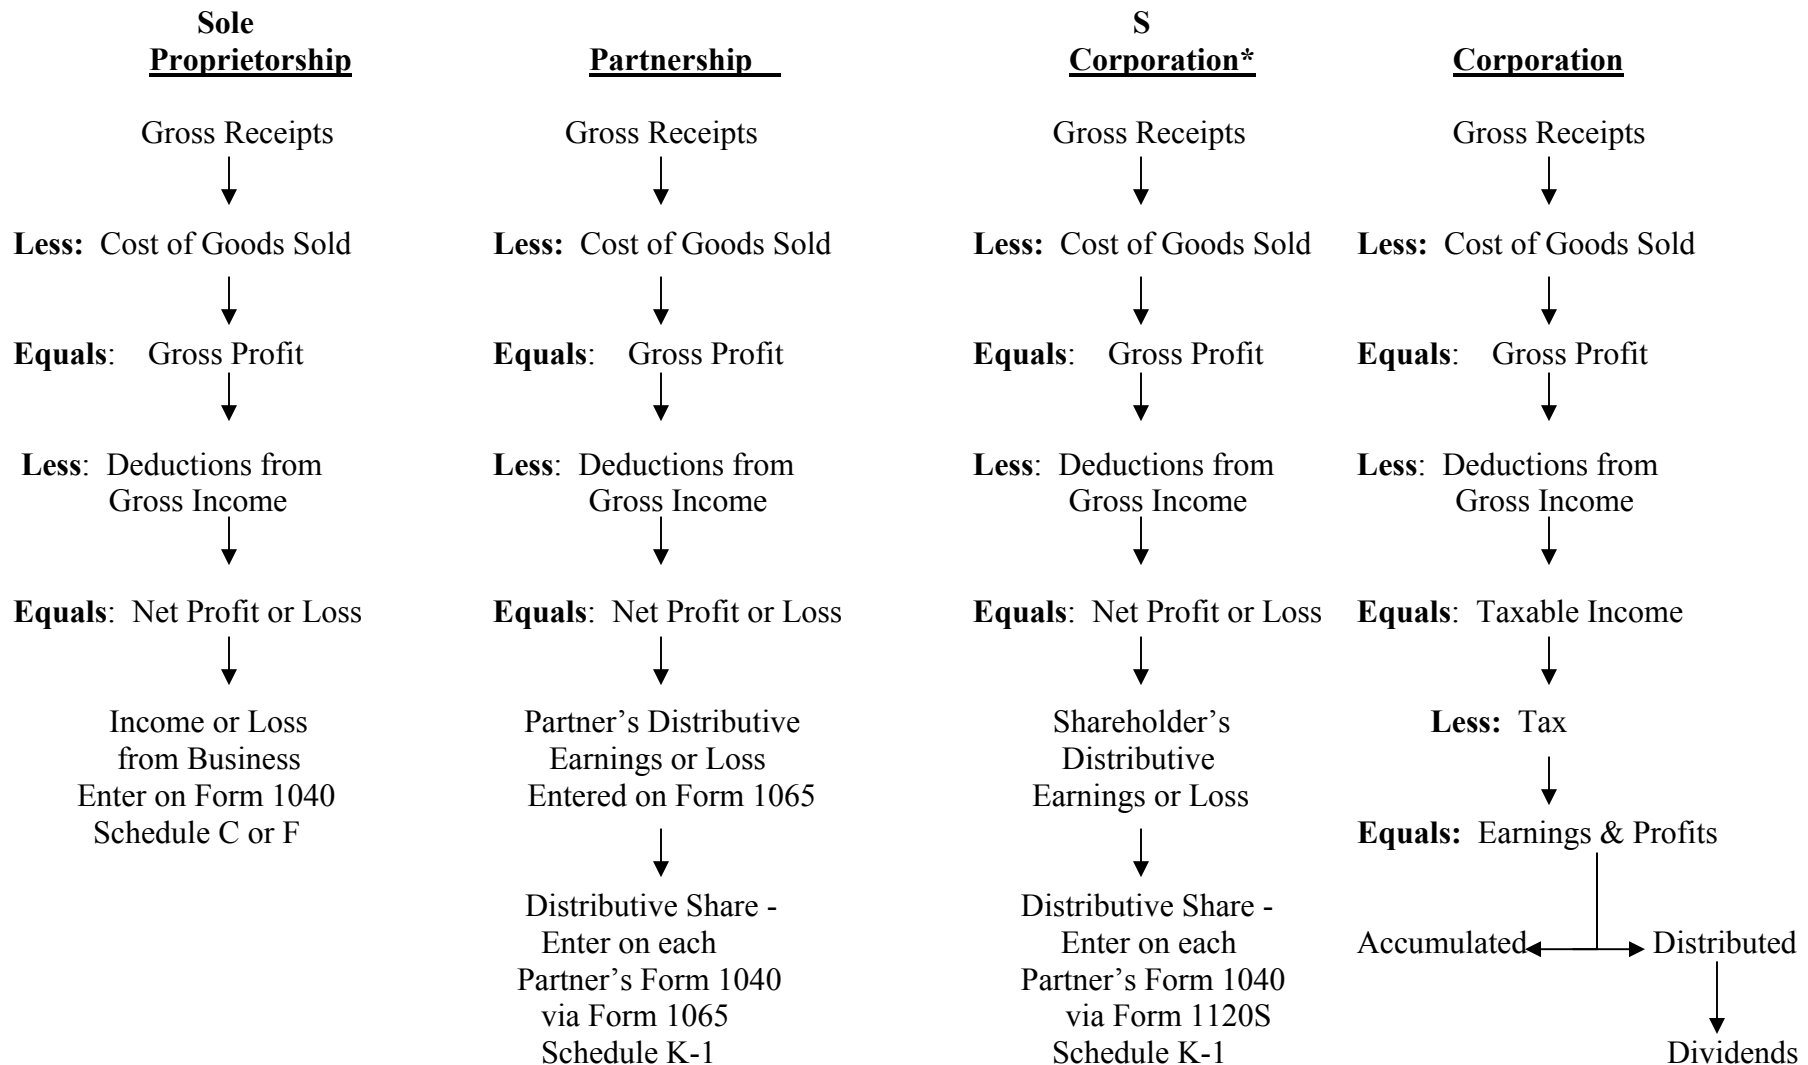 Sole
Proprietorship
Gross Receipts
Less: Cost of Goods Sold
Equals: Gross Profit
Less: Deductions from
Gross Income
Equals: Net Profit or Loss
Income or Loss
from Business
Enter on Form 1040
Schedule C or F
Partnership
Gross Receipts
Less: Cost of Goods Sold
Equals: Gross Profit
Less: Deductions from
Gross Income
Equals: Net Profit or Loss
Partner’s Distributive
Earnings or Loss
Entered on Form 1065
Distributive Share -
Enter on each
Partner’s Form 1040
via Form 1065
Schedule K-1
S
Corporation*
Gross Receipts
Less: Cost of Goods Sold
Equals: Gross Profit
Less: Deductions from
Gross Income
Equals: Net Profit or Loss
Shareholder’s
Distributive
Earnings or Loss
Distributive Share -
Enter on each
Partner’s Form 1040
via Form 1120S
Schedule K-1
Corporation
Gross Receipts
Less: Cost of Goods Sold
Equals: Gross Profit
Less: Deductions from
Gross Income
Equals: Taxable Income
Less: Tax
Equals: Earnings & Profits
Accumulated
Distributed
Dividends